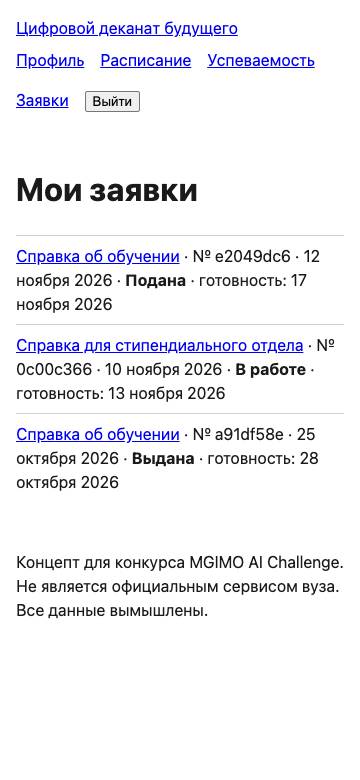 Цифровой деканат будущего
Профиль Расписание Успеваемость
Заявки Выйти
Мои заявки
Справка об обучении · № e2049dc6 · 12
ноября 2026 · Подана · готовность: 17
ноября 2026
Справка для стипендиального отдела · №
0c00c366 · 10 ноября 2026 · В работе ·
готовность: 13 ноября 2026
Справка об обучении · № a91df58e · 25
октября 2026 · Выдана · готовность: 28
октября 2026
Концепт для конкурса MGIMO AI Challenge.
Не является официальным сервисом вуза.
Все данные вымышлены.